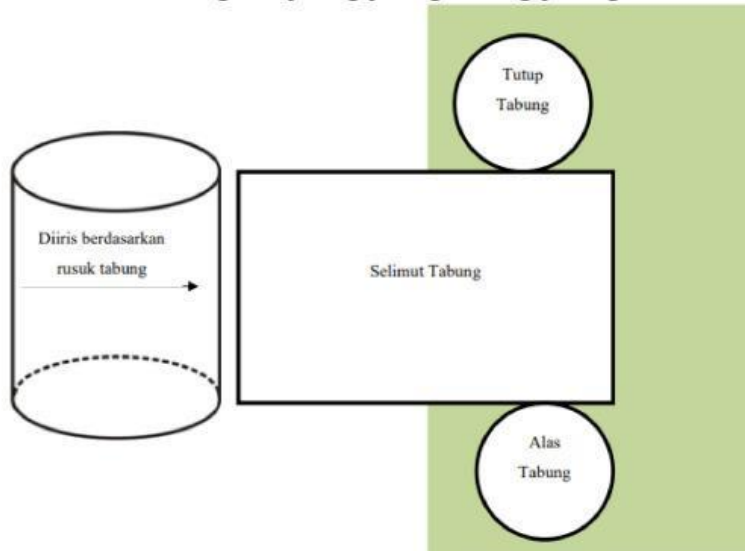 Tutup
Tabung
Diiris berdasarkan
rusuk tabung
Selimut Tabung
Alas
Tabung